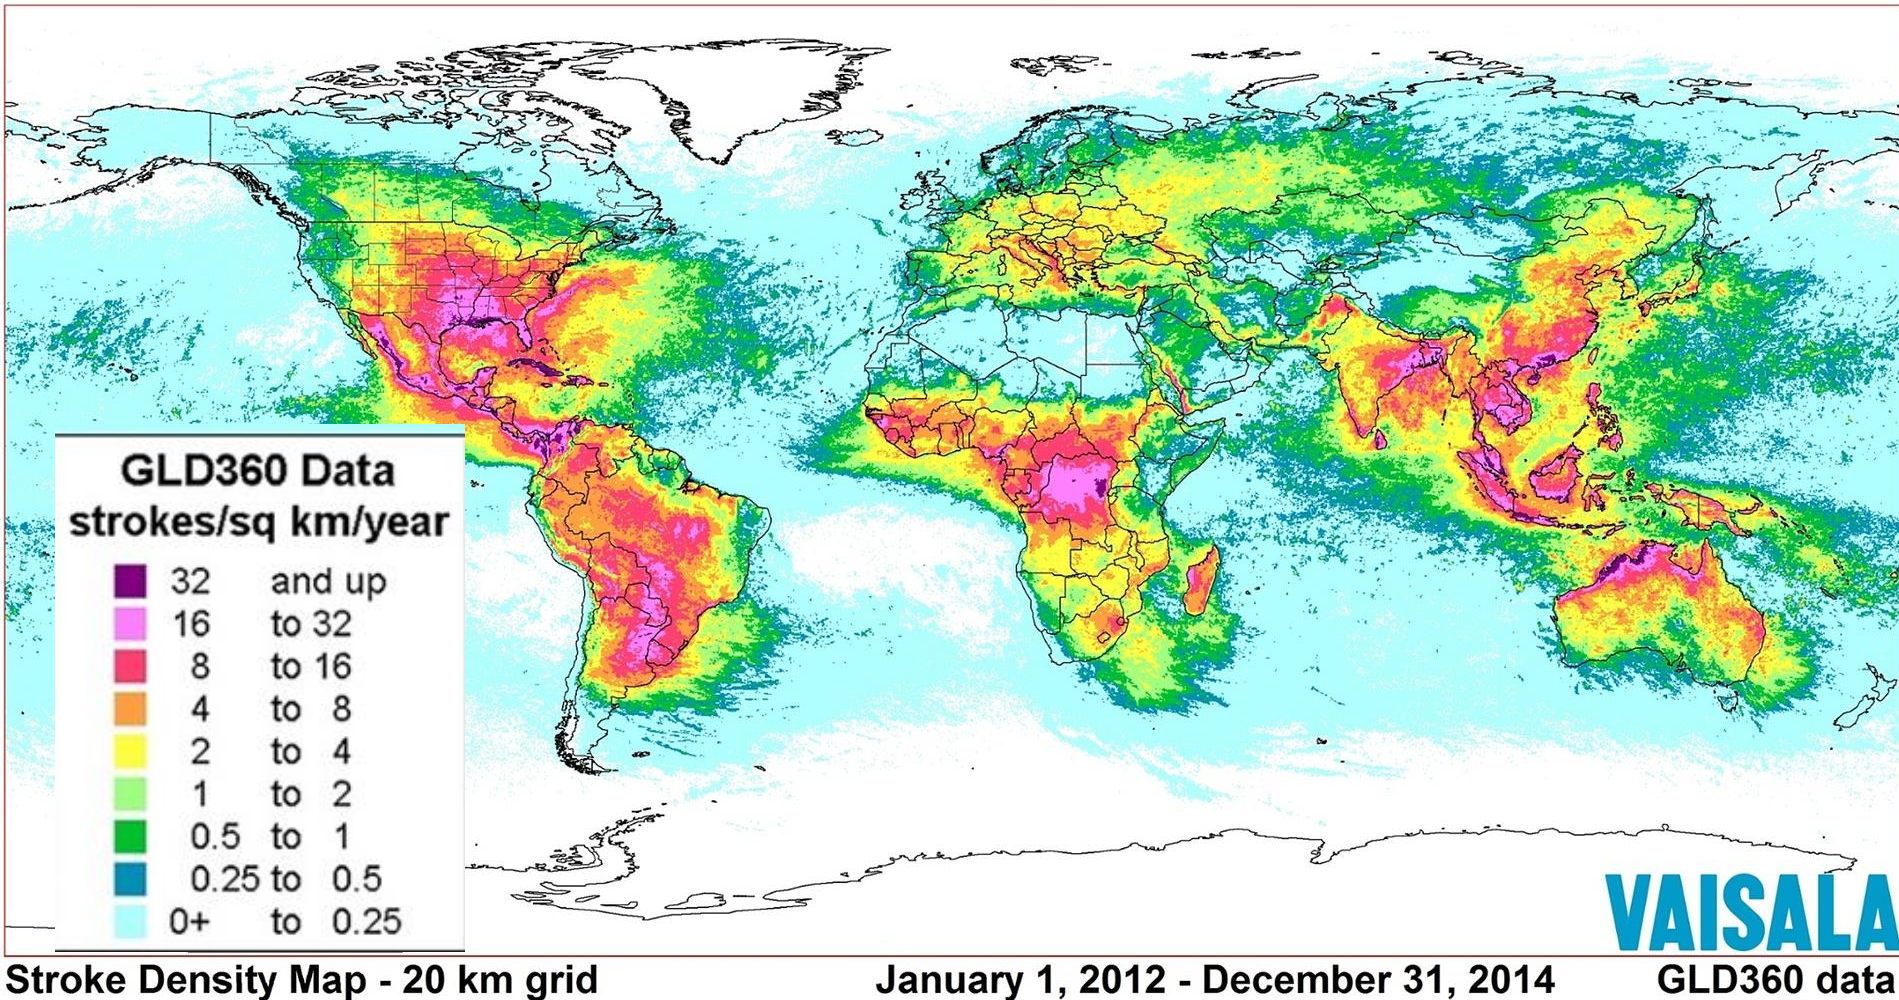 GLD360 Data
strokes/sq km/year
32 and up
16 to 32
8 to 16
4 to 8
2 to 4
1 to 2
0.5 to 1
0.25 to 0.5
0+ to 0.25
VAISALA
Stroke Density Map - 20 km grid January 1, 2012 - December 31, 2014 GLD360 data